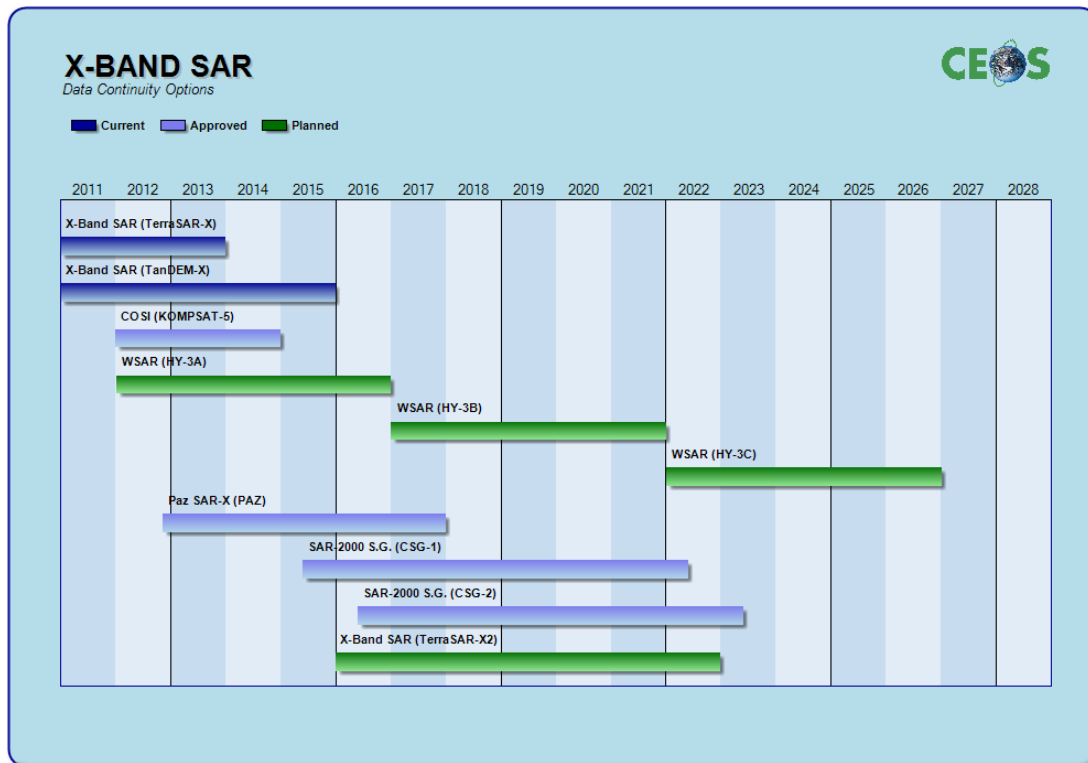 X-BAND SAR
Data Continuity Options
CEOS
Current Approved Planned
2011 2012 2013 2014 2015 2016 2017 2018 2019 2020 2021 2022 2023 2024 2025 2026 2027 2028
X-Band SAR (TerraSAR-X)
X-Band SAR (TanDEM-X)
COSI (KOMPSAT-5)
WSAR (HY-3A)
WSAR (HY-3B)
WSAR (HY-3C)
Paz SAR-X (PAZ)
SAR-2000 S.G. (CSG-1)
SAR-2000 S.G. (CSG-2)
X-Band SAR (TerraSAR-X2)